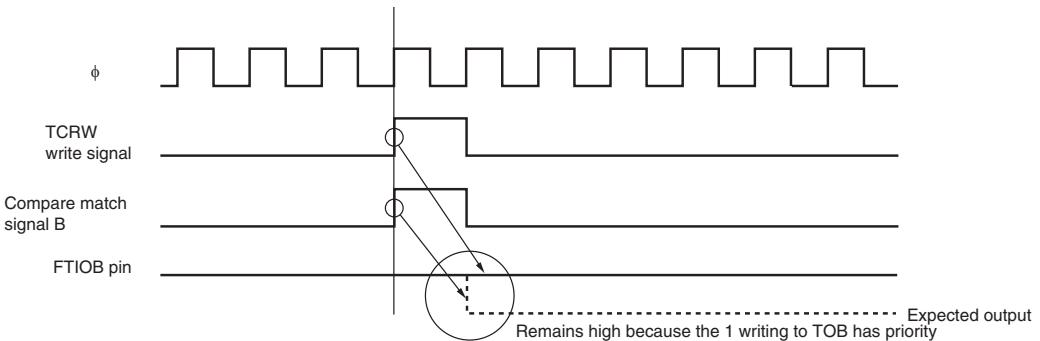 ϕ
TCRW
write signal
Compare match
signal B
FTIOB pin
Expected output
Remains high because the 1 writing to TOB has priority